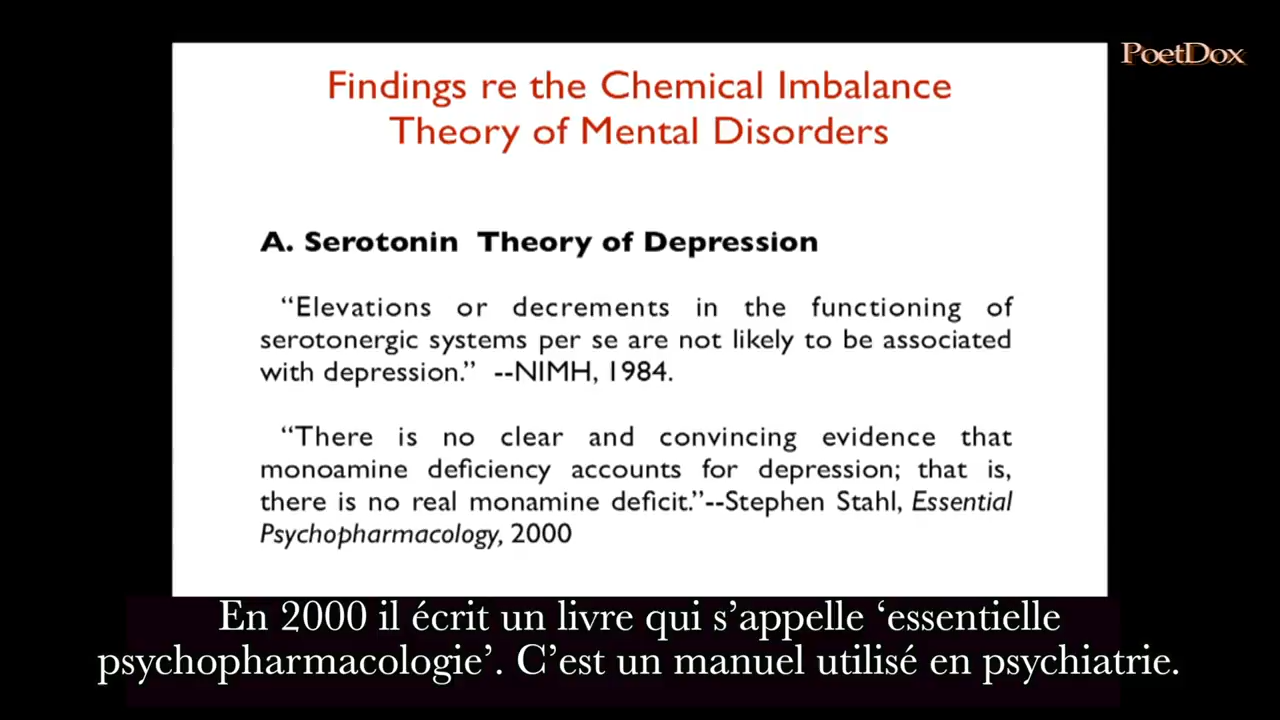 PoetDox
Findings re the Chemical Imbalance
Theory of Mental Disorders
A. Serotonin Theory of Depression
“Elevations or decrements in the functioning of
serotonergic systems per se are not likely to be associated
with depression.” --NIMH, 1984.
“There is no clear and convincing evidence that
monoamine deficiency accounts for depression; that is,
there is no real monamine deficit.”--Stephen Stahl, Essential
Psychopharmacology, 2000
En 2000 il écrit un livre qui s’appelle ‘essentielle
psychopharmacologie’. C’est un manuel utilisé en psychiatrie.